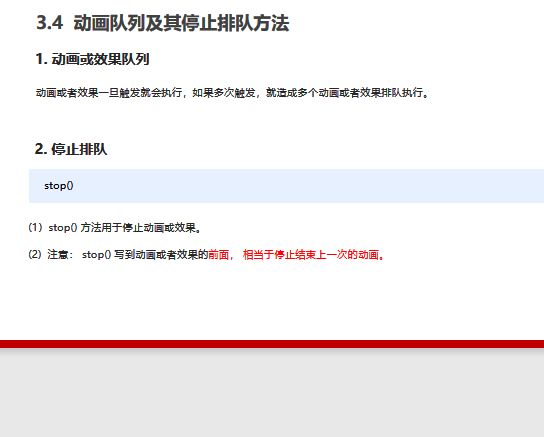 3.4 动画队列及其停止排队方法
1. 动画或效果队列
动画或者效果一旦触发就会执行，如果多次触发，就造成多个动画或者效果排队执行。
2. 停止排队
stop()
(1) stop() 方法用于停止动画或效果。
(2) 注意： stop() 写到动画或者效果的前面， 相当于停止结束上一次的动画。